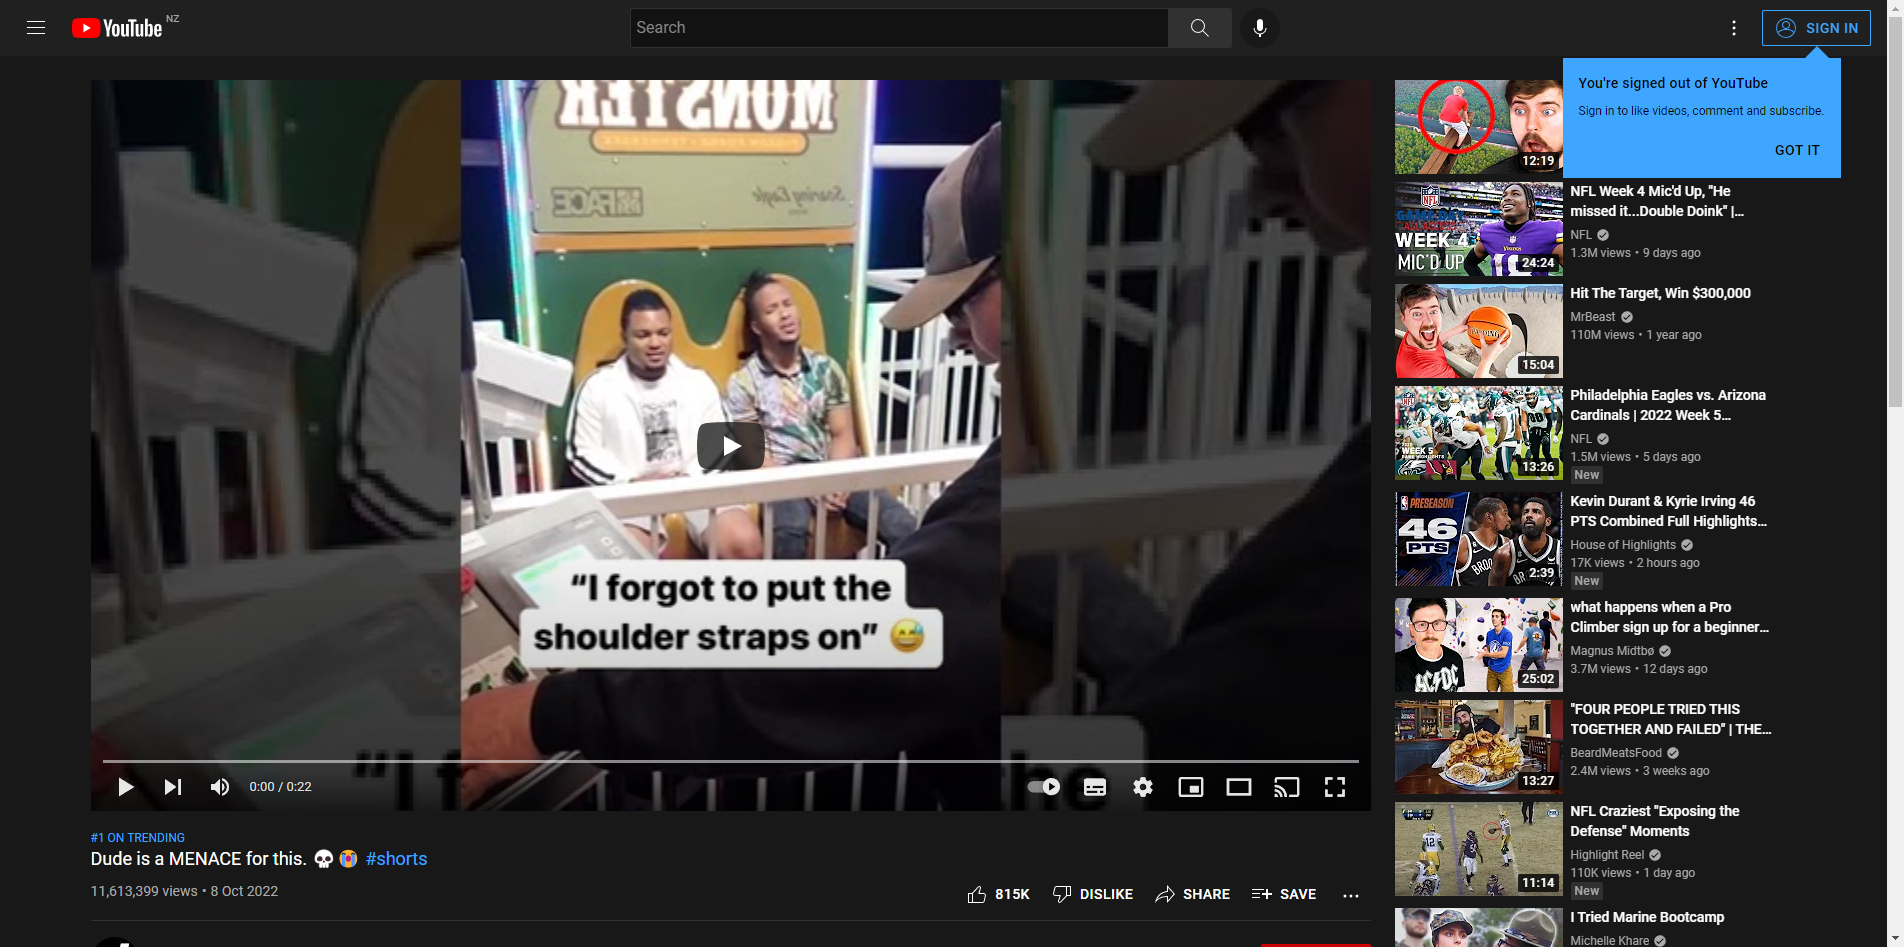 YouTube NZ
Search
SIGN IN
You're signed out of YouTube
Sign in to like videos, comment and subscribe.
GOT IT
MONSTER
"I forgot to put the
shoulder straps on" 😅
0:00 / 0:22
#1 ON TRENDING
Dude is a MENACE for this. 💀😭 #shorts
11,613,399 views • 8 Oct 2022
815K
DISLIKE
SHARE
SAVE
12:19
NFL
GAME DAY
ALL ACCESS
WEEK 4
MIC'D UP
24:24
NFL Week 4 Mic'd Up, "He
missed it...Double Doink" |...
NFL
1.3M views • 9 days ago
15:04
Hit The Target, Win $300,000
MrBeast
110M views • 1 year ago
WEEK 5
13:26
Philadelphia Eagles vs. Arizona
Cardinals | 2022 Week 5...
NFL
1.5M views • 5 days ago
New
PRESEASON
46
PTS
2:39
Kevin Durant & Kyrie Irving 46
PTS Combined Full Highlights...
House of Highlights
17K views • 2 hours ago
New
AC/DC
25:02
what happens when a Pro
Climber sign up for a beginner...
Magnus Midtbø
3.7M views • 12 days ago
13:27
"FOUR PEOPLE TRIED THIS
TOGETHER AND FAILED" | THE...
BeardMeatsFood
2.4M views • 3 weeks ago
11:14
NFL Craziest "Exposing the
Defense" Moments
Highlight Reel
110K views • 1 day ago
New
I Tried Marine Bootcamp
Michelle Khare